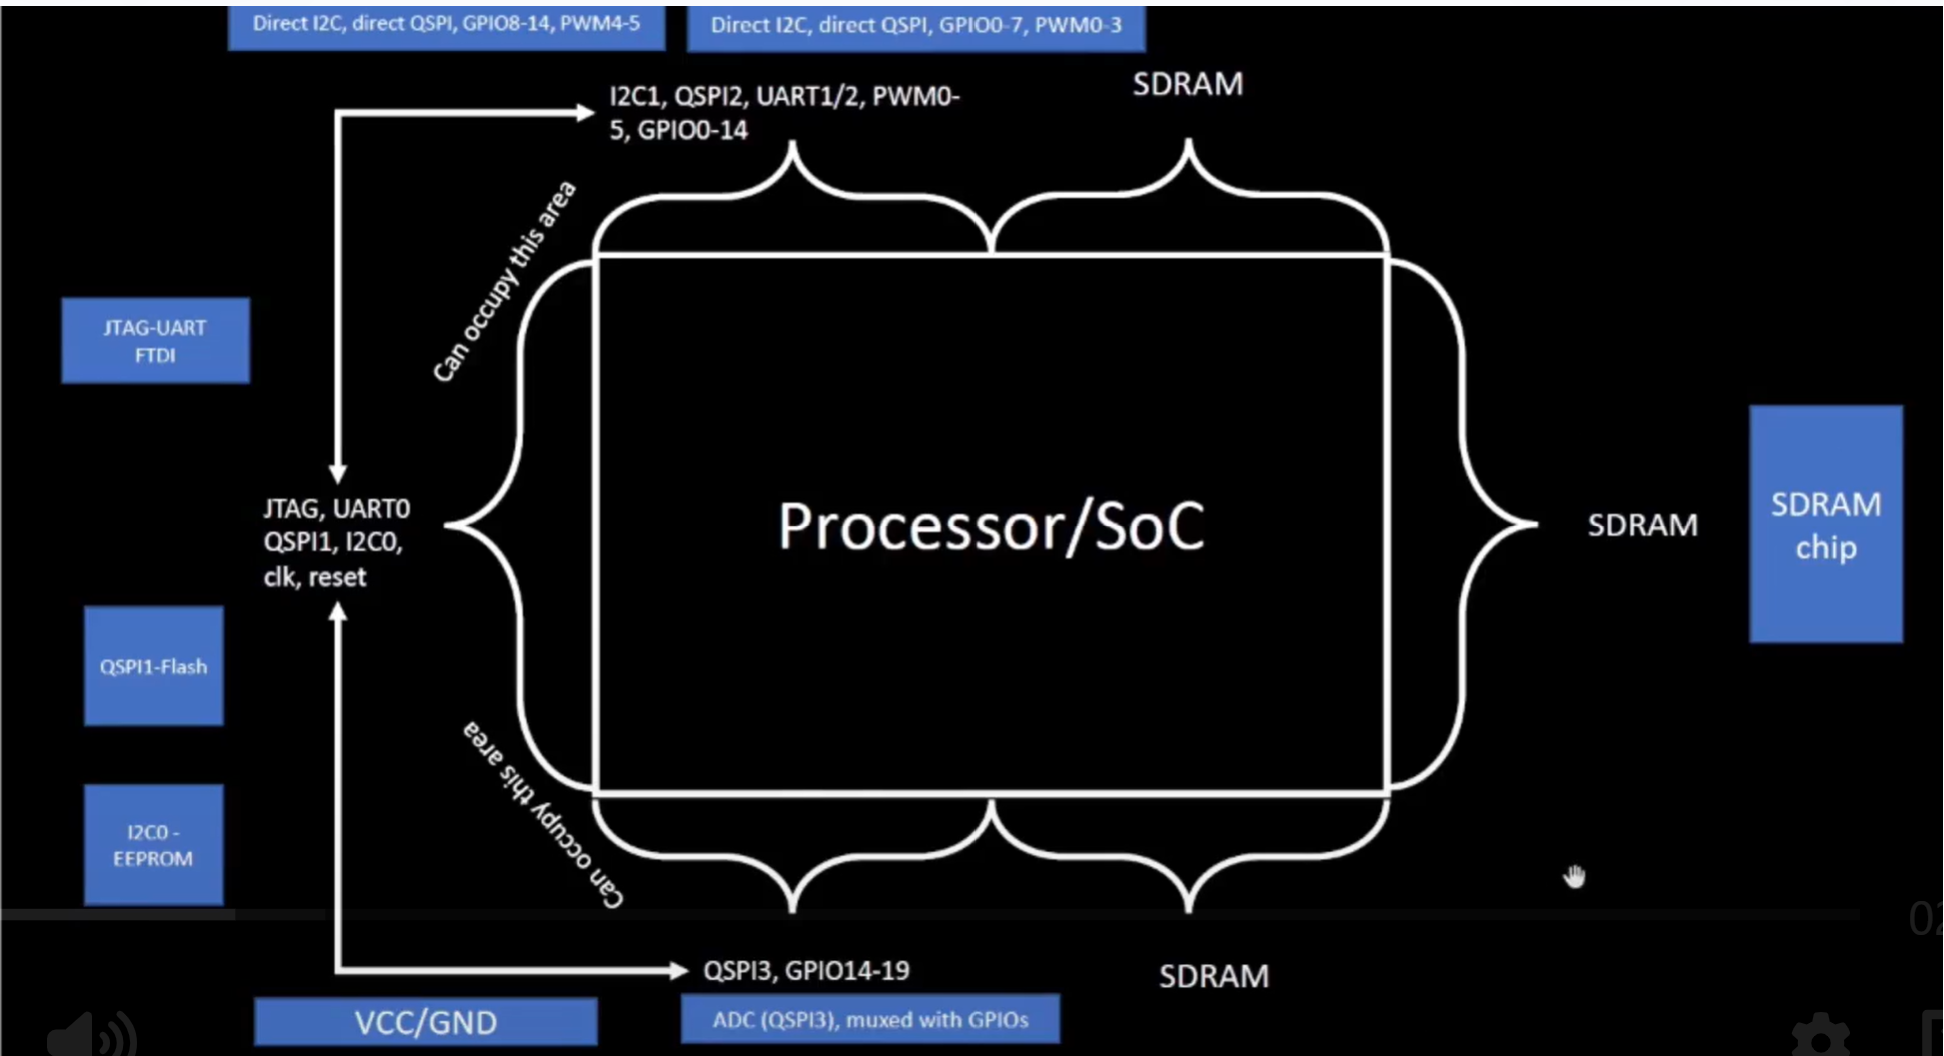 Direct I2C, direct QSPI, GPIO8-14, PWM4-5
Direct I2C, direct QSPI, GPIO0-7, PWM0-3
I2C1, QSPI2, UART1/2, PWM0-
5, GPIO0-14
SDRAM
Can occupy this area
JTAG-UART
FTDI
JTAG, UART0
QSPI1, I2C0,
clk, reset
Processor/SoC
SDRAM
SDRAM
chip
QSPI1-Flash
Can occupy this area
I2C0 -
EEPROM
QSPI3, GPIO14-19
SDRAM
VCC/GND
ADC (QSPI3), muxed with GPIOs